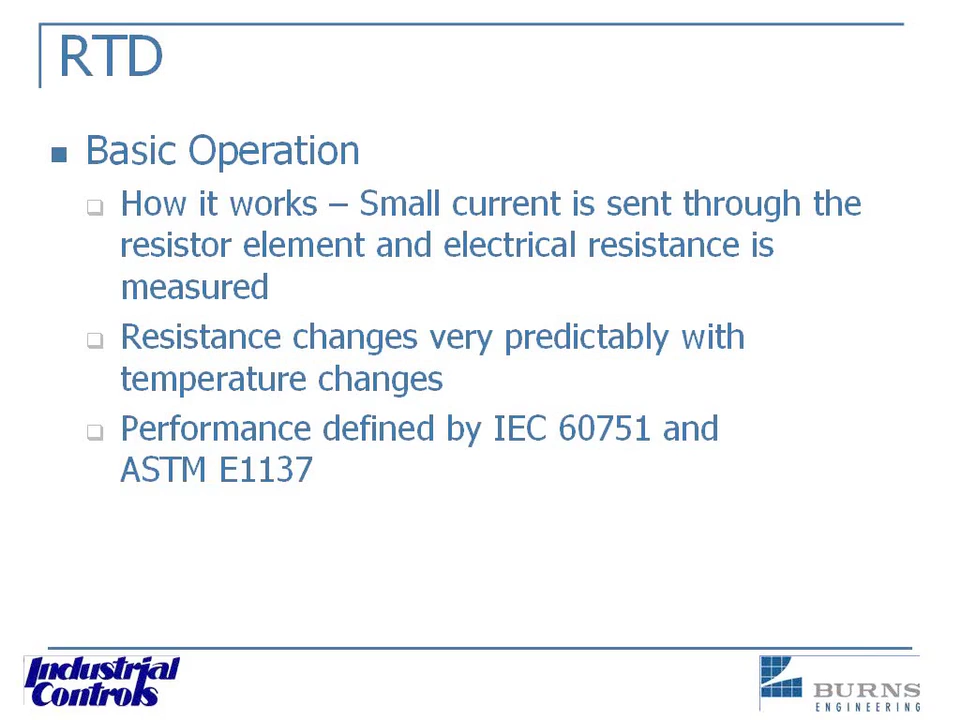 RTD
Basic Operation
How it works – Small current is sent through the
resistor element and electrical resistance is
measured
Resistance changes very predictably with
temperature changes
Performance defined by IEC 60751 and
ASTM E1137
Industrial
Controls
BURNS
ENGINEERING